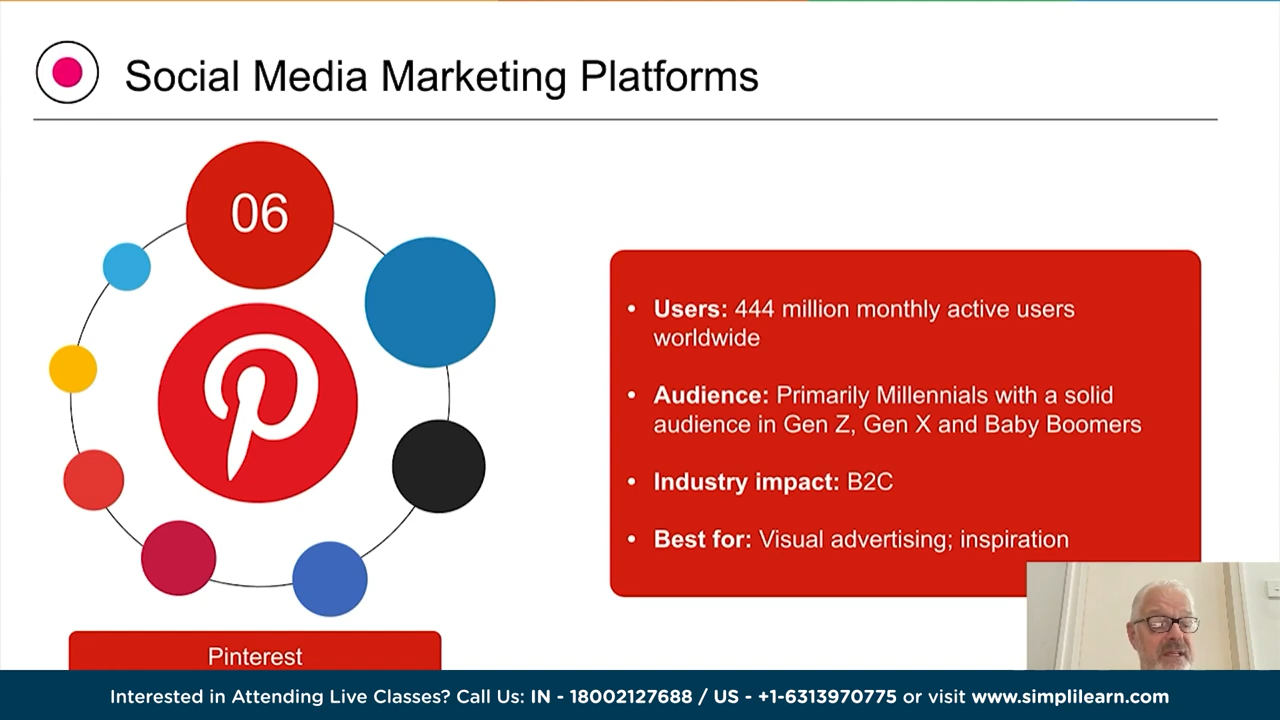 Social Media Marketing Platforms
06
• Users: 444 million monthly active users
worldwide
• Audience: Primarily Millennials with a solid
audience in Gen Z, Gen X and Baby Boomers
• Industry impact: B2C
• Best for: Visual advertising; inspiration
Pinterest
Interested in Attending Live Classes? Call Us: IN - 18002127688 / US - +1-6313970775 or visit www.simplilearn.com